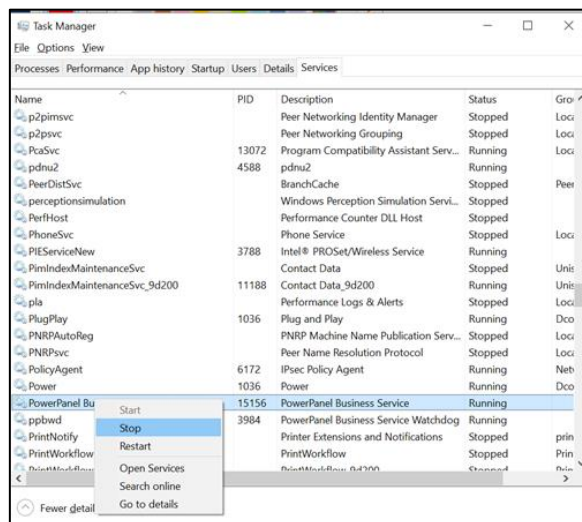 Task Manager
File Options View
Processes Performance App history Startup Users Details Services
Name PID Description Status
p2pimsvc Peer Networking Identity Manager Stopped
p2psvc Peer Networking Grouping Stopped
PcaSvc 13072 Program Compatibility Assistant Serv... Running
pdnu2 4588 pdnu2 Running
PeerDistSvc BranchCache Stopped
perceptionsimulation Windows Perception Simulation Servi... Stopped
PerfHost Performance Counter DLL Host Stopped
PhoneSvc Phone Service Stopped
PIEServiceNew 3788 Intel® PROSet/Wireless Service Running
PimIndexMaintenanceSvc Contact Data Stopped
PimIndexMaintenanceSvc_9d200 11188 Contact Data_9d200 Running
pla Performance Logs & Alerts Stopped
PlugPlay 1036 Plug and Play Running
PNRPAutoReg PNRP Machine Name Publication Serv... Stopped
PNRPsvc Peer Name Resolution Protocol Stopped
PolicyAgent 6172 IPsec Policy Agent Running
Power 1036 Power Running
PowerPanel Bu 15156 PowerPanel Business Service Running
ppbwd 3984 PowerPanel Business Service Watchdog Running
PrintNotify Printer Extensions and Notifications Stopped
PrintWorkflow PrintWorkflow Stopped
PrintWorkflow PrintWorkflow_9d200 Stopped
Start
Stop
Restart
Open Services
Search online
Go to details
Fewer detail